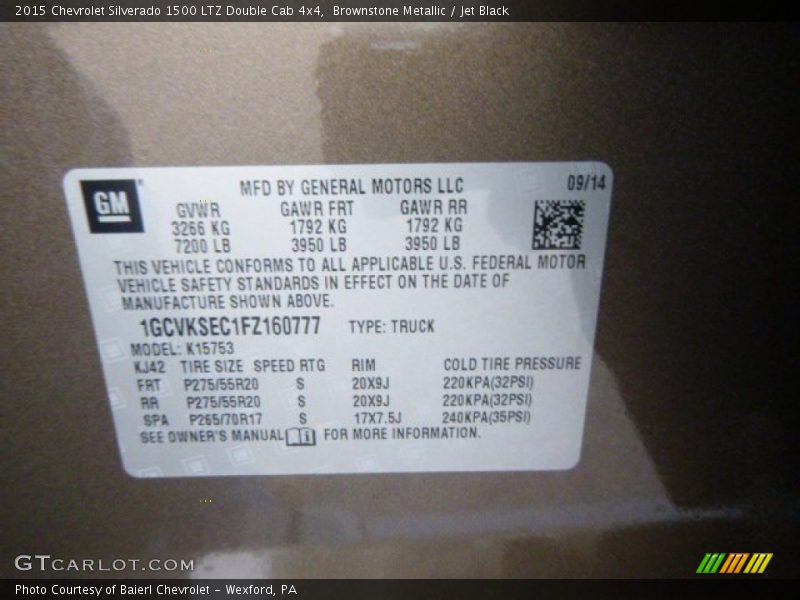 2015 Chevrolet Silverado 1500 LTZ Double Cab 4x4, Brownstone Metallic / Jet Black
GM
MFD BY GENERAL MOTORS LLC 09/14
GVWR GAWR FRT GAWR RR
3266 KG 1792 KG 1792 KG
7200 LB 3950 LB 3950 LB
THIS VEHICLE CONFORMS TO ALL APPLICABLE U.S. FEDERAL MOTOR
VEHICLE SAFETY STANDARDS IN EFFECT ON THE DATE OF
MANUFACTURE SHOWN ABOVE.
1GCVKSEC1FZ160777 TYPE: TRUCK
MODEL: K15753
KJ42 TIRE SIZE SPEED RTG RIM COLD TIRE PRESSURE
FRT P275/55R20 S 20X9J 220KPA(32PSI)
RR P275/55R20 S 20X9J 220KPA(32PSI)
SPA P265/70R17 S 17X7.5J 240KPA(35PSI)
SEE OWNER'S MANUAL FOR MORE INFORMATION.
GTCARLOT.COM
Photo Courtesy of Baierl Chevrolet - Wexford, PA